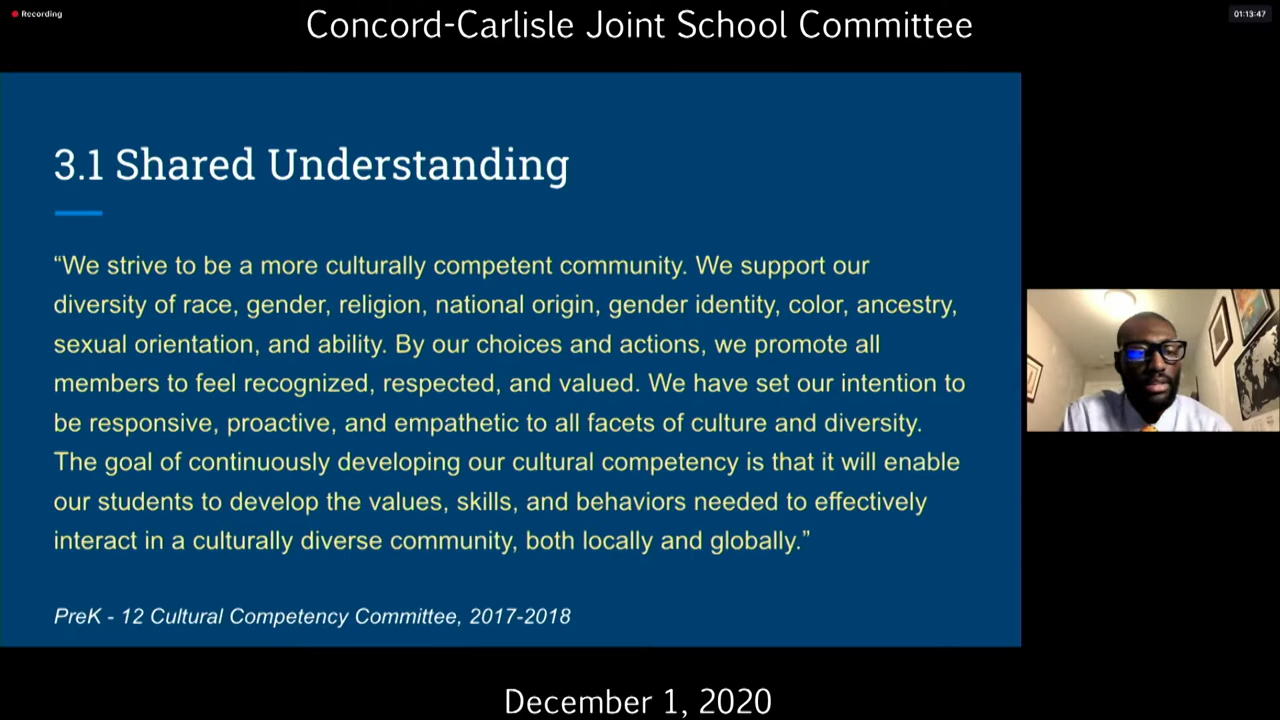 Recording
Concord-Carlisle Joint School Committee
01:13:47
3.1 Shared Understanding
“We strive to be a more culturally competent community. We support our
diversity of race, gender, religion, national origin, gender identity, color, ancestry,
sexual orientation, and ability. By our choices and actions, we promote all
members to feel recognized, respected, and valued. We have set our intention to
be responsive, proactive, and empathetic to all facets of culture and diversity.
The goal of continuously developing our cultural competency is that it will enable
our students to develop the values, skills, and behaviors needed to effectively
interact in a culturally diverse community, both locally and globally.”
PreK - 12 Cultural Competency Committee, 2017-2018
December 1, 2020